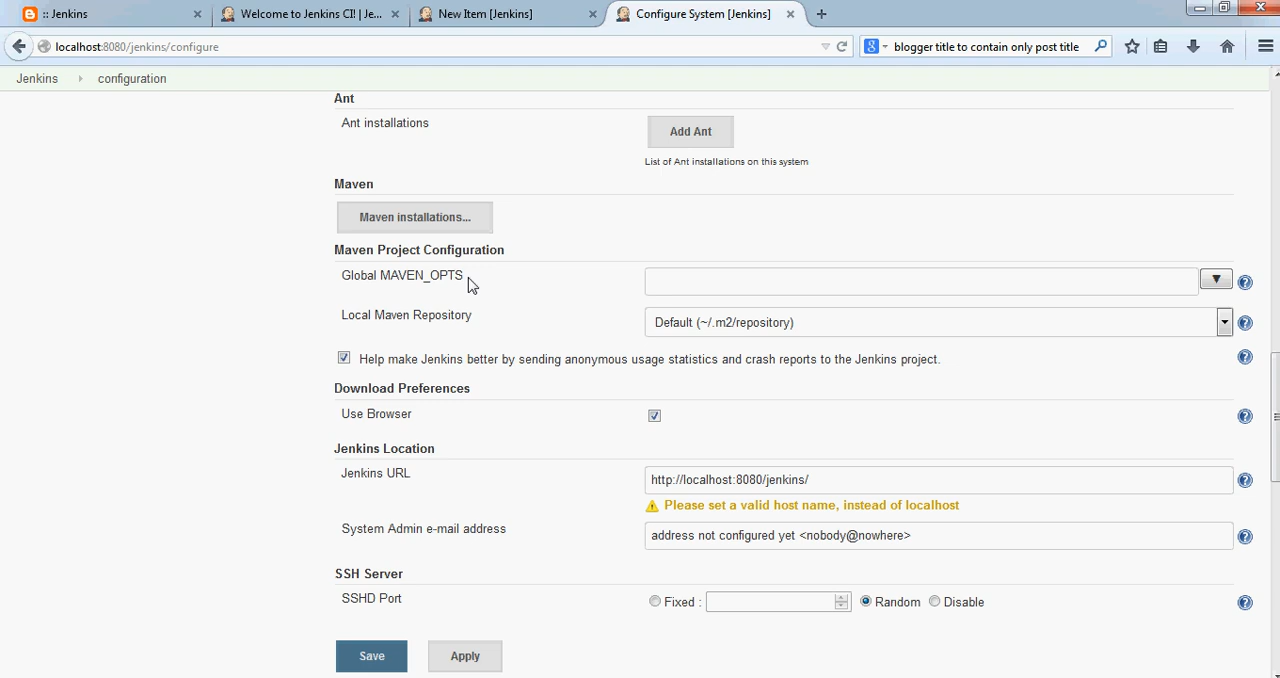 :: Jenkins
Welcome to Jenkins CI! | Je...
New Item [Jenkins]
Configure System [Jenkins]
localhost:8080/jenkins/configure
blogger title to contain only post title
Jenkins
configuration
Ant
Ant installations
Add Ant
List of Ant installations on this system
Maven
Maven installations...
Maven Project Configuration
Global MAVEN_OPTS
Local Maven Repository
Default (~/.m2/repository)
Help make Jenkins better by sending anonymous usage statistics and crash reports to the Jenkins project.
Download Preferences
Use Browser
Jenkins Location
Jenkins URL
http://localhost:8080/jenkins/
Please set a valid host name, instead of localhost
System Admin e-mail address
address not configured yet <nobody@nowhere>
SSH Server
SSHD Port
Fixed :
Random
Disable
Save
Apply